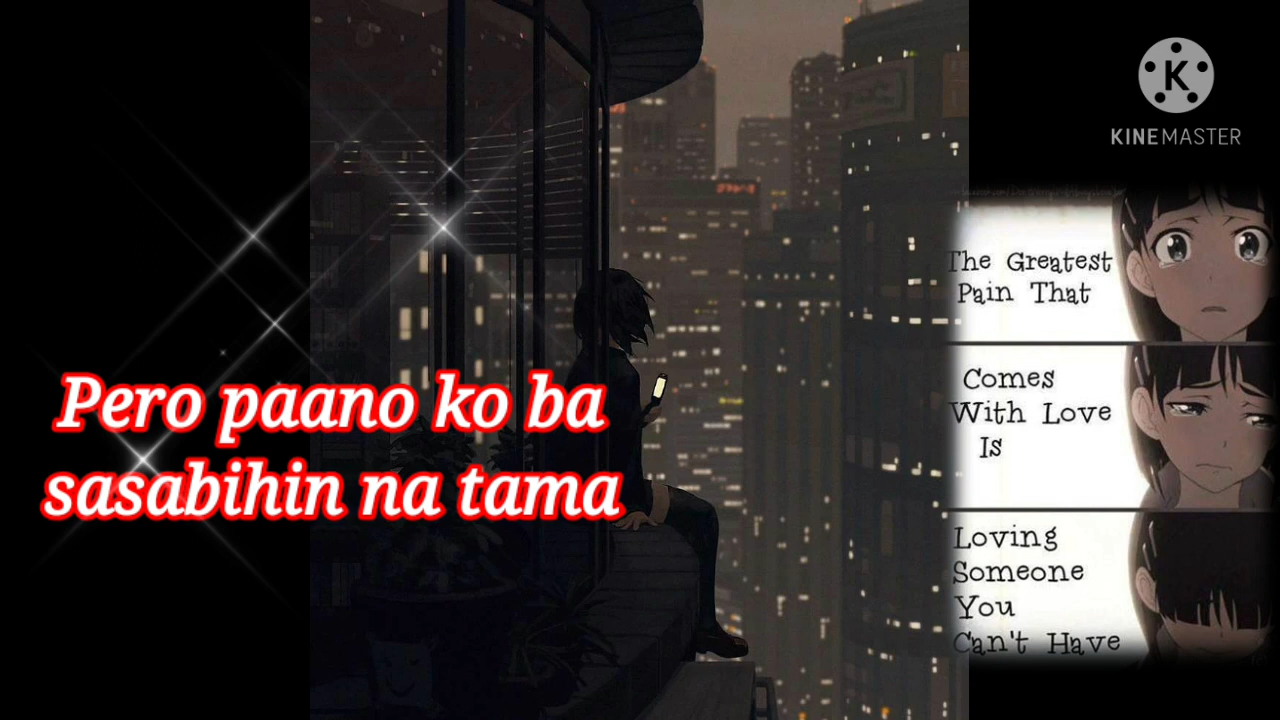 Pero paano ko ba
sasabihin na tama
KINEMASTER
The Greatest
Pain That
Comes
With Love
Is
Loving
Someone
You
Can't Have